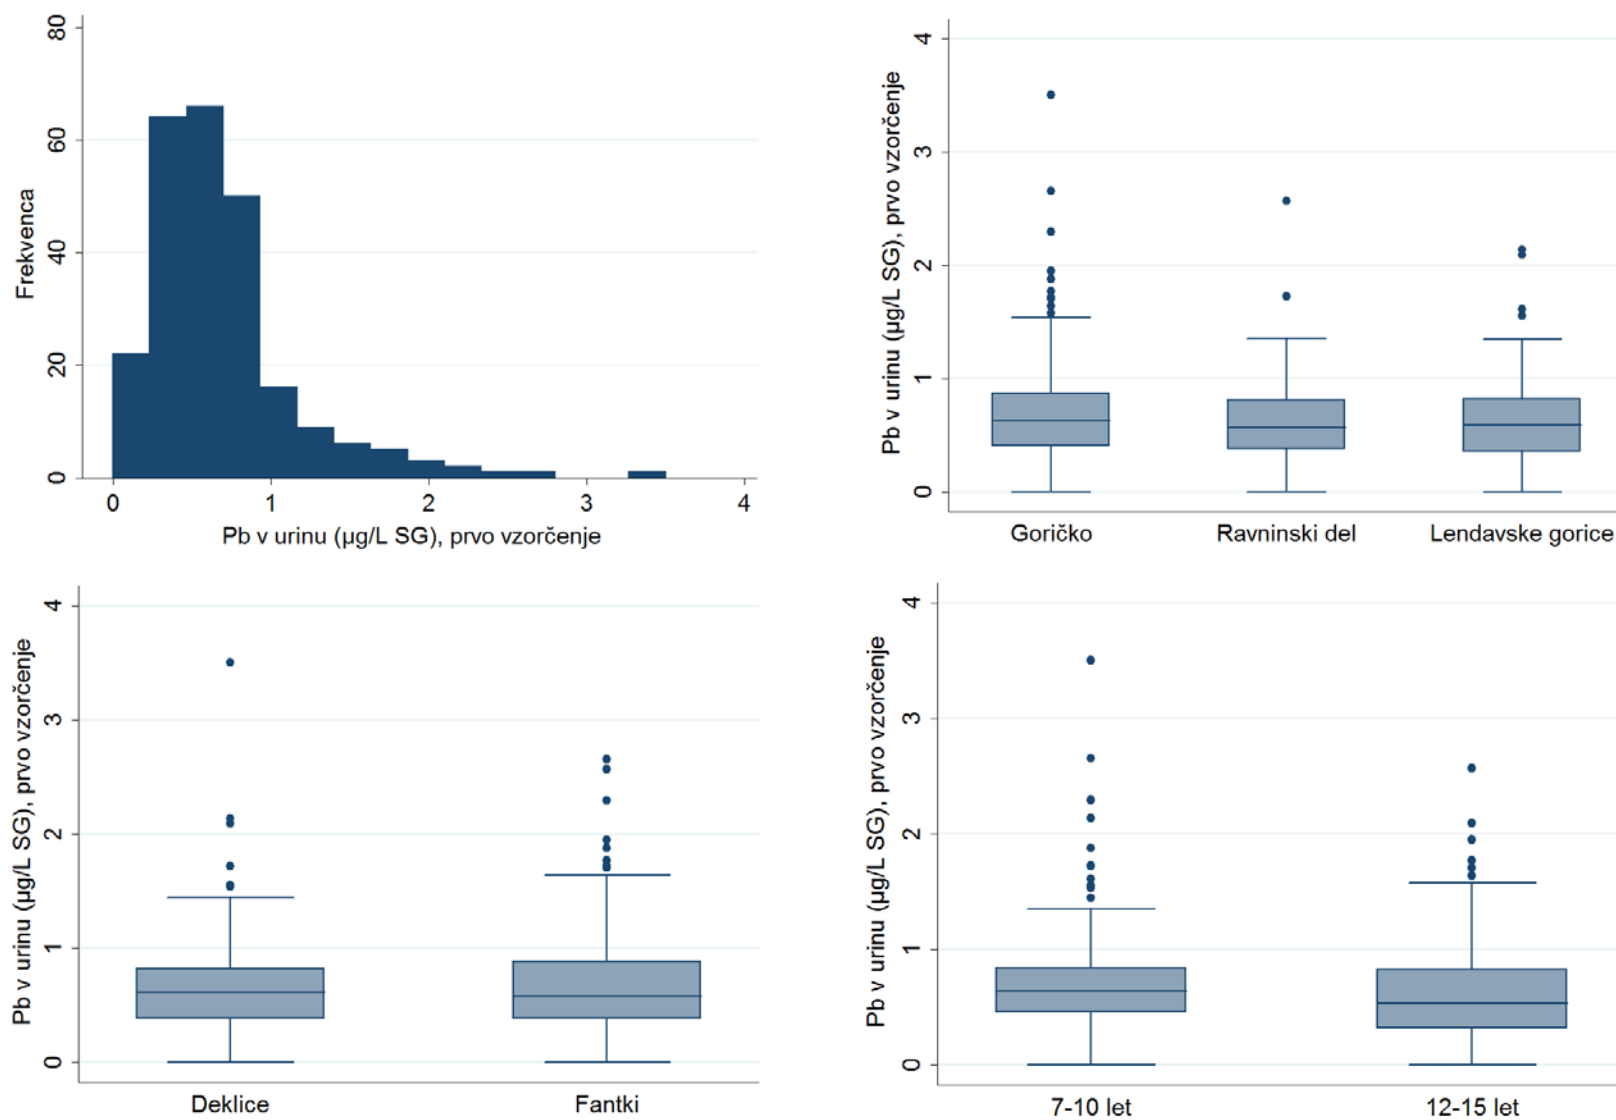 80
60
40
20
0
Frekvenca
0 1 2 3 4
Pb v urinu (µg/L SG), prvo vzorčenje
4
3
2
1
0
Pb v urinu (µg/L SG), prvo vzorčenje
Goričko Ravninski del Lendavske gorice
4
3
2
1
0
Pb v urinu (µg/L SG), prvo vzorčenje
Deklice Fantki
4
3
2
1
0
Pb v urinu (µg/L SG), prvo vzorčenje
7-10 let 12-15 let